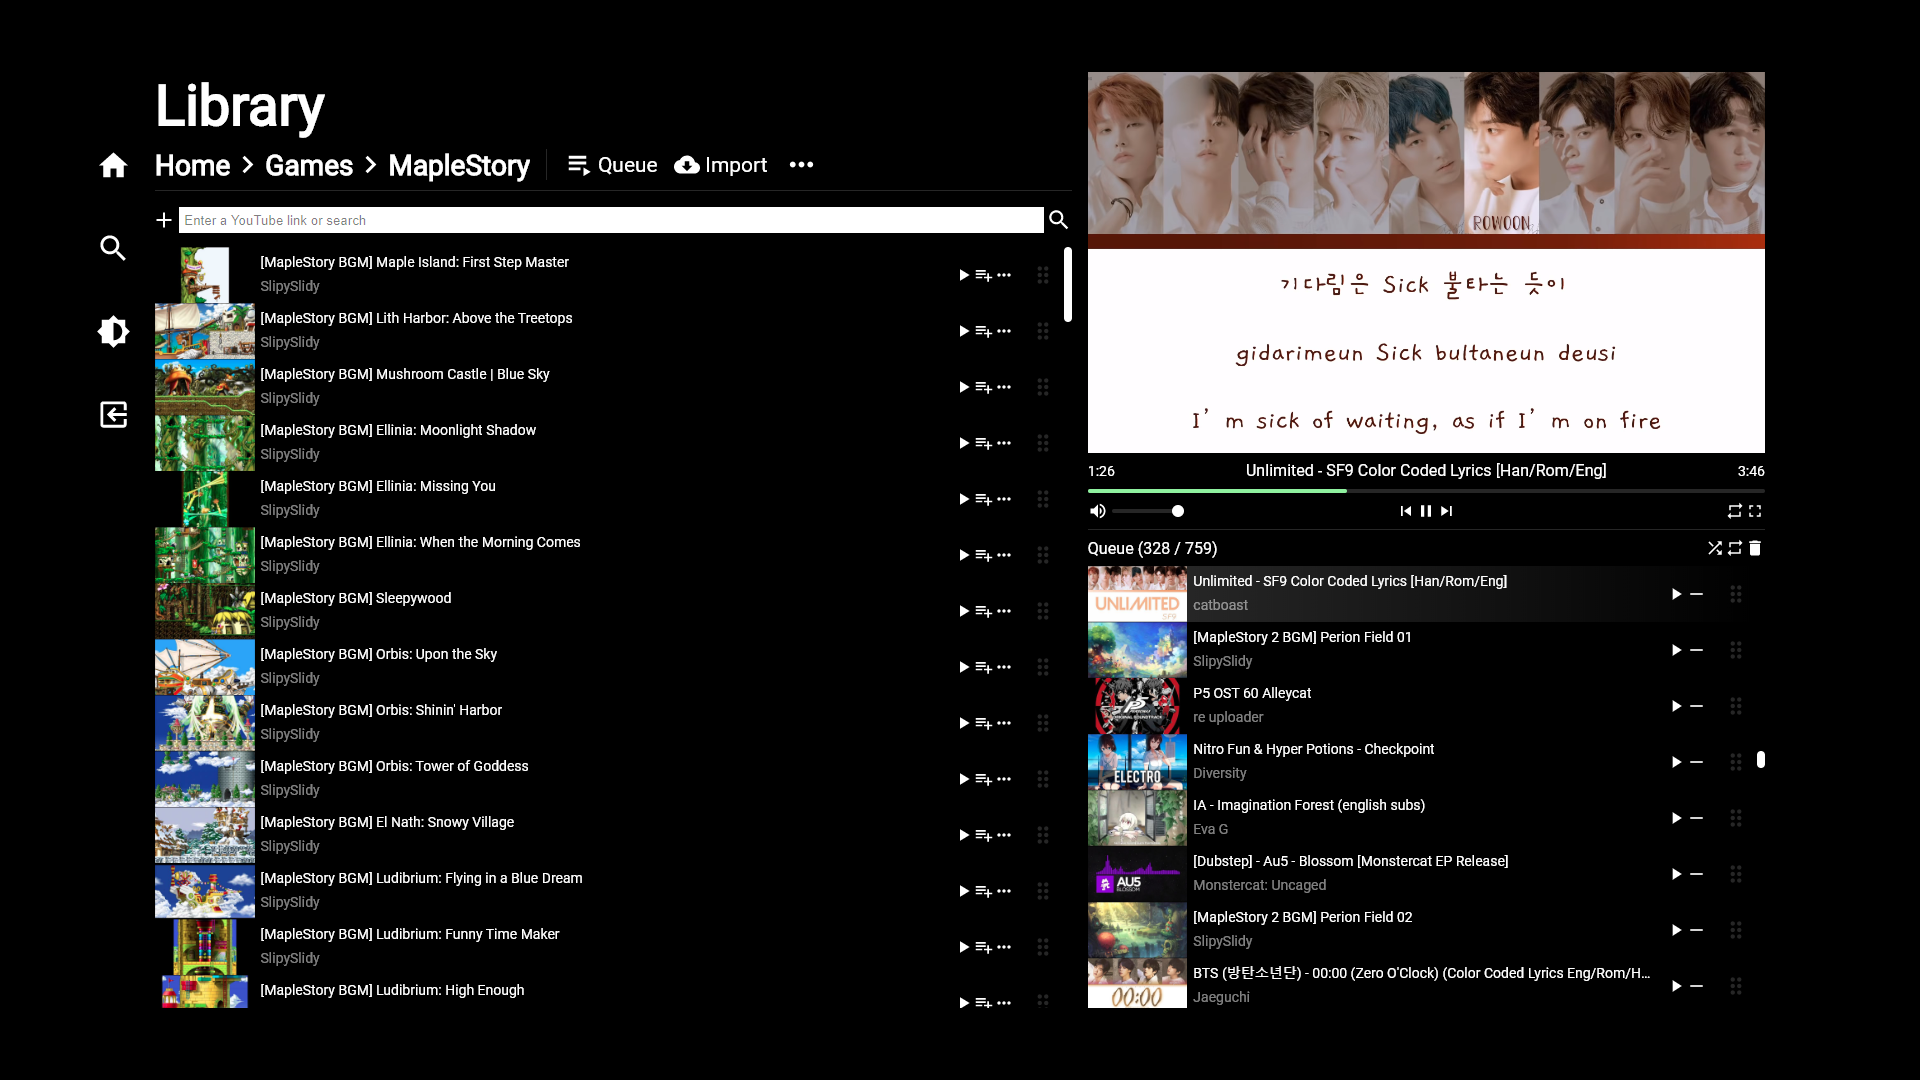 Library
Home > Games > MapleStory
Queue
Import
Enter a YouTube link or search
[MapleStory BGM] Maple Island: First Step Master
SlipySlidy
[MapleStory BGM] Lith Harbor: Above the Treetops
SlipySlidy
[MapleStory BGM] Mushroom Castle | Blue Sky
SlipySlidy
[MapleStory BGM] Ellinia: Moonlight Shadow
SlipySlidy
[MapleStory BGM] Ellinia: Missing You
SlipySlidy
[MapleStory BGM] Ellinia: When the Morning Comes
SlipySlidy
[MapleStory BGM] Sleepywood
SlipySlidy
[MapleStory BGM] Orbis: Upon the Sky
SlipySlidy
[MapleStory BGM] Orbis: Shinin' Harbor
SlipySlidy
[MapleStory BGM] Orbis: Tower of Goddess
SlipySlidy
[MapleStory BGM] El Nath: Snowy Village
SlipySlidy
[MapleStory BGM] Ludibrium: Flying in a Blue Dream
SlipySlidy
[MapleStory BGM] Ludibrium: Funny Time Maker
SlipySlidy
[MapleStory BGM] Ludibrium: High Enough
ROWOON
기다림은 Sick 불타는 듯이
gidarimeun Sick bultaneun deusi
I'm sick of waiting, as if I'm on fire
1:26
Unlimited - SF9 Color Coded Lyrics [Han/Rom/Eng]
3:46
Queue (328 / 759)
UNLIMITED
SF9
Unlimited - SF9 Color Coded Lyrics [Han/Rom/Eng]
catboast
[MapleStory 2 BGM] Perion Field 01
SlipySlidy
P5 OST 60 Alleycat
re uploader
ELECTRO
Nitro Fun & Hyper Potions - Checkpoint
Diversity
IA - Imagination Forest (english subs)
Eva G
AU5
BLOSSOM
[Dubstep] - Au5 - Blossom [Monstercat EP Release]
Monstercat: Uncaged
[MapleStory 2 BGM] Perion Field 02
SlipySlidy
00:00
BTS (방탄소년단) - 00:00 (Zero O'Clock) (Color Coded Lyrics Eng/Rom/H...
Jaeguchi